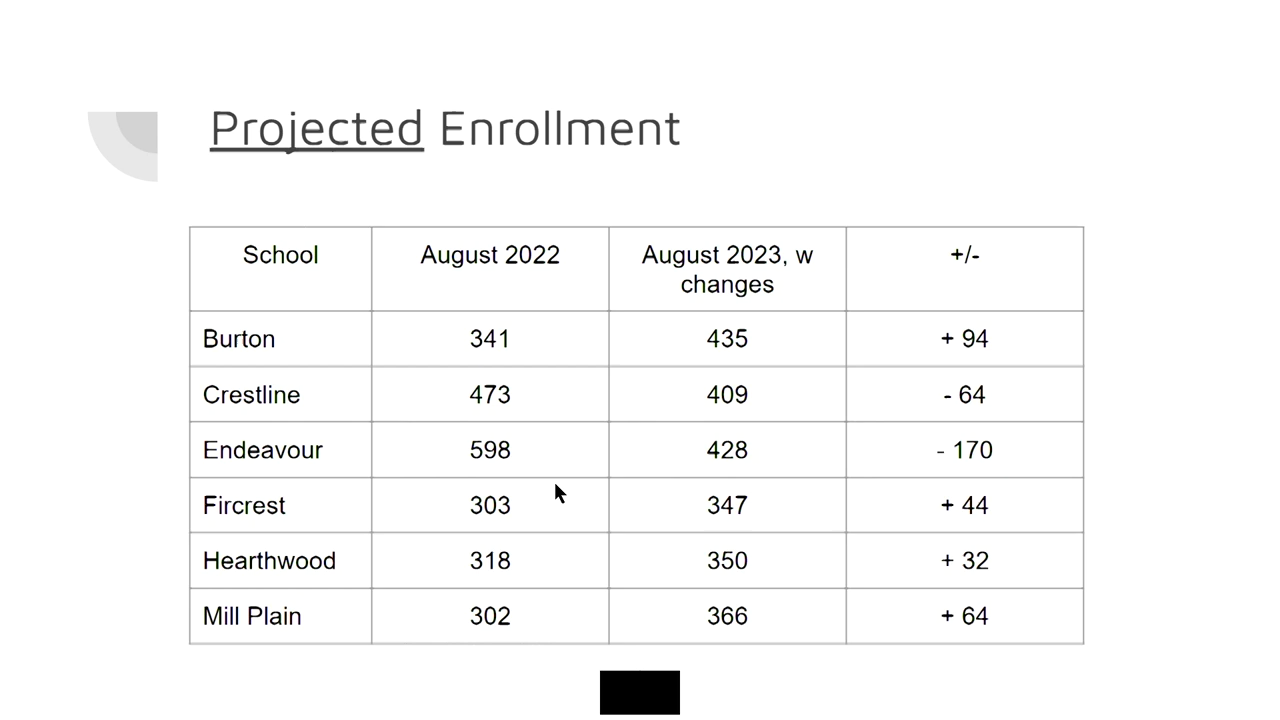 Projected Enrollment
School August 2022 August 2023, w changes +/-
Burton 341 435 + 94
Crestline 473 409 - 64
Endeavour 598 428 - 170
Fircrest 303 347 + 44
Hearthwood 318 350 + 32
Mill Plain 302 366 + 64